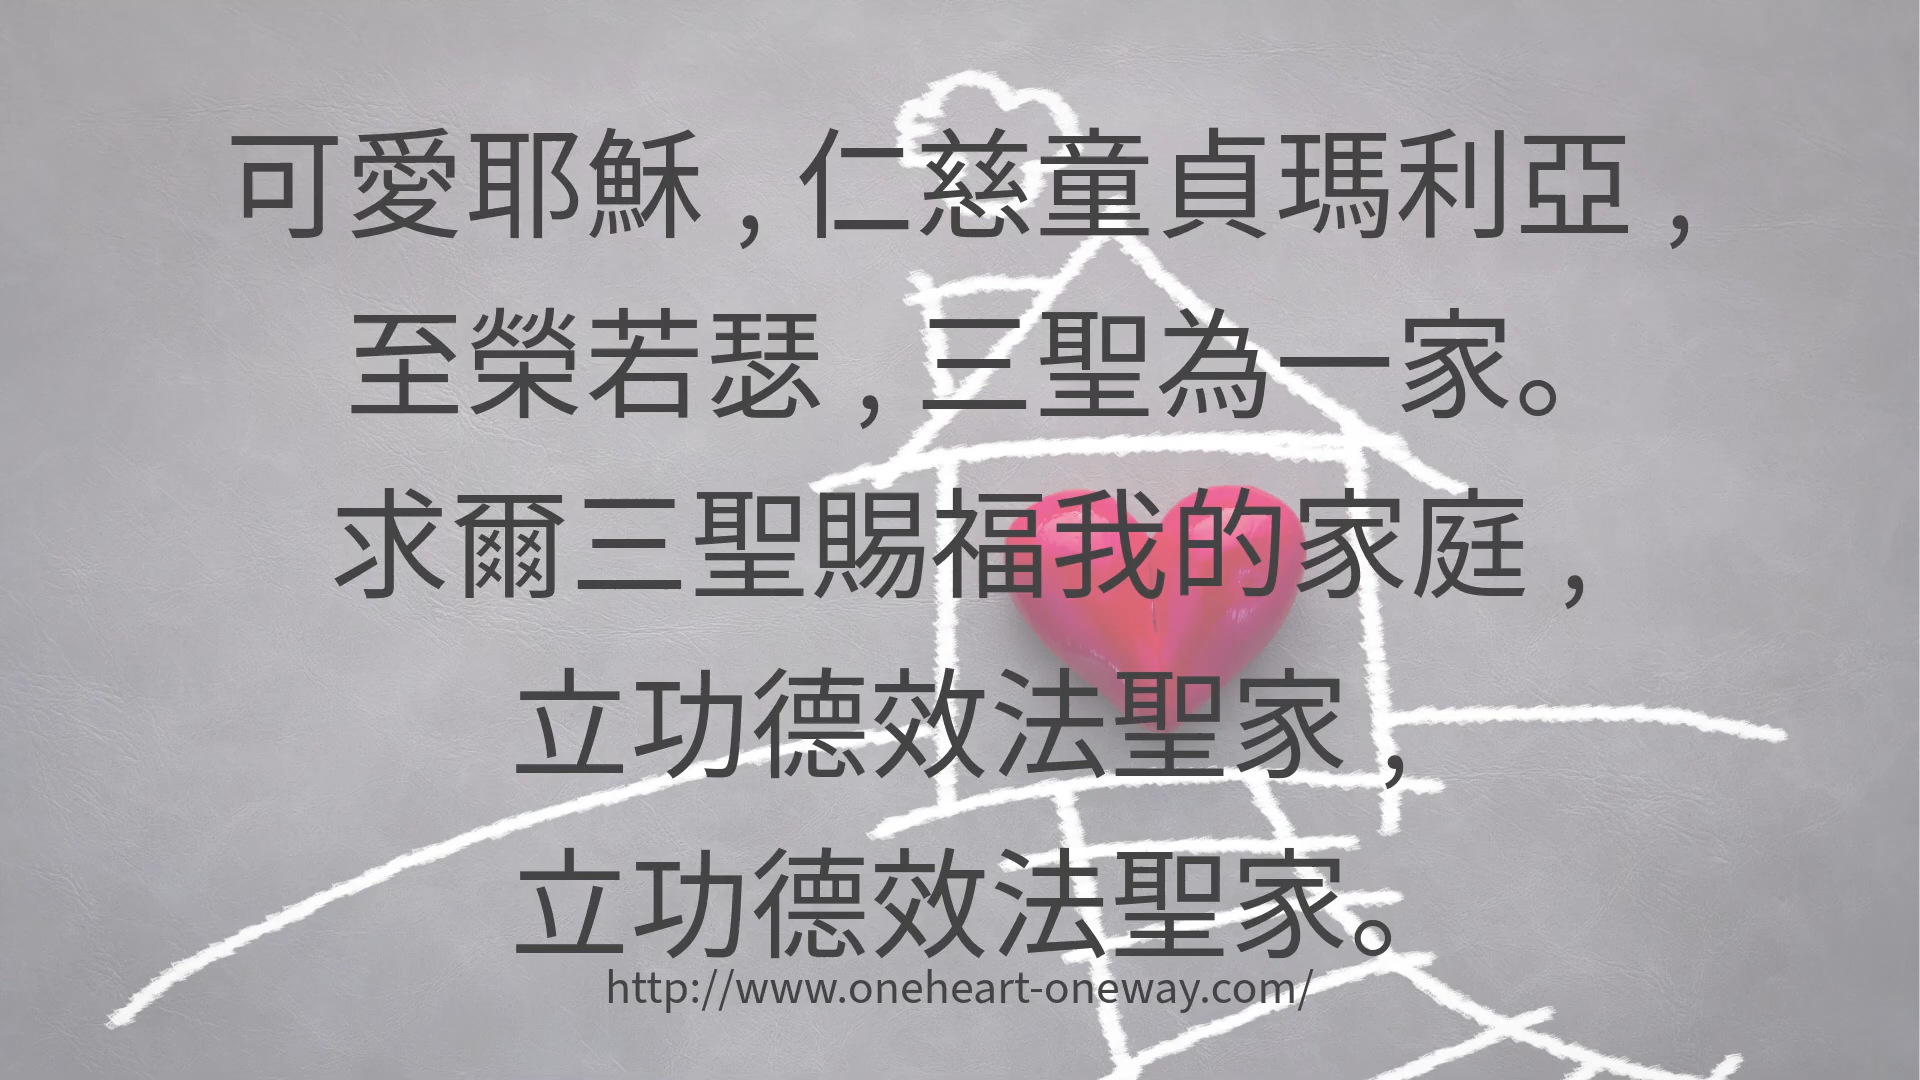 可愛耶穌，仁慈童貞瑪利亞，
至榮若瑟，三聖為一家。
求爾三聖賜福我的家庭，
立功德效法聖家，
立功德效法聖家。
http://www.oneheart-oneway.com/